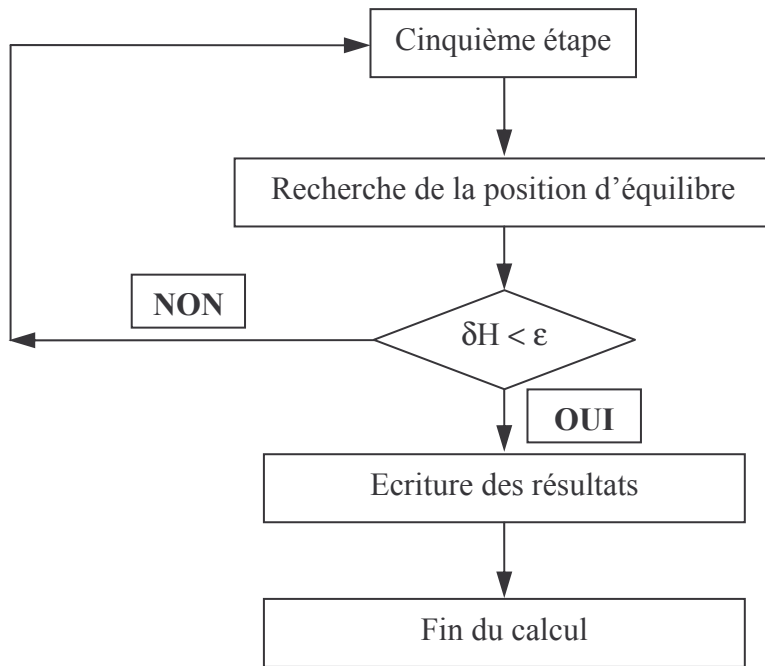 Cinquième étape
Recherche de la position d’équilibre
NON
δH < ε
OUI
Ecriture des résultats
Fin du calcul